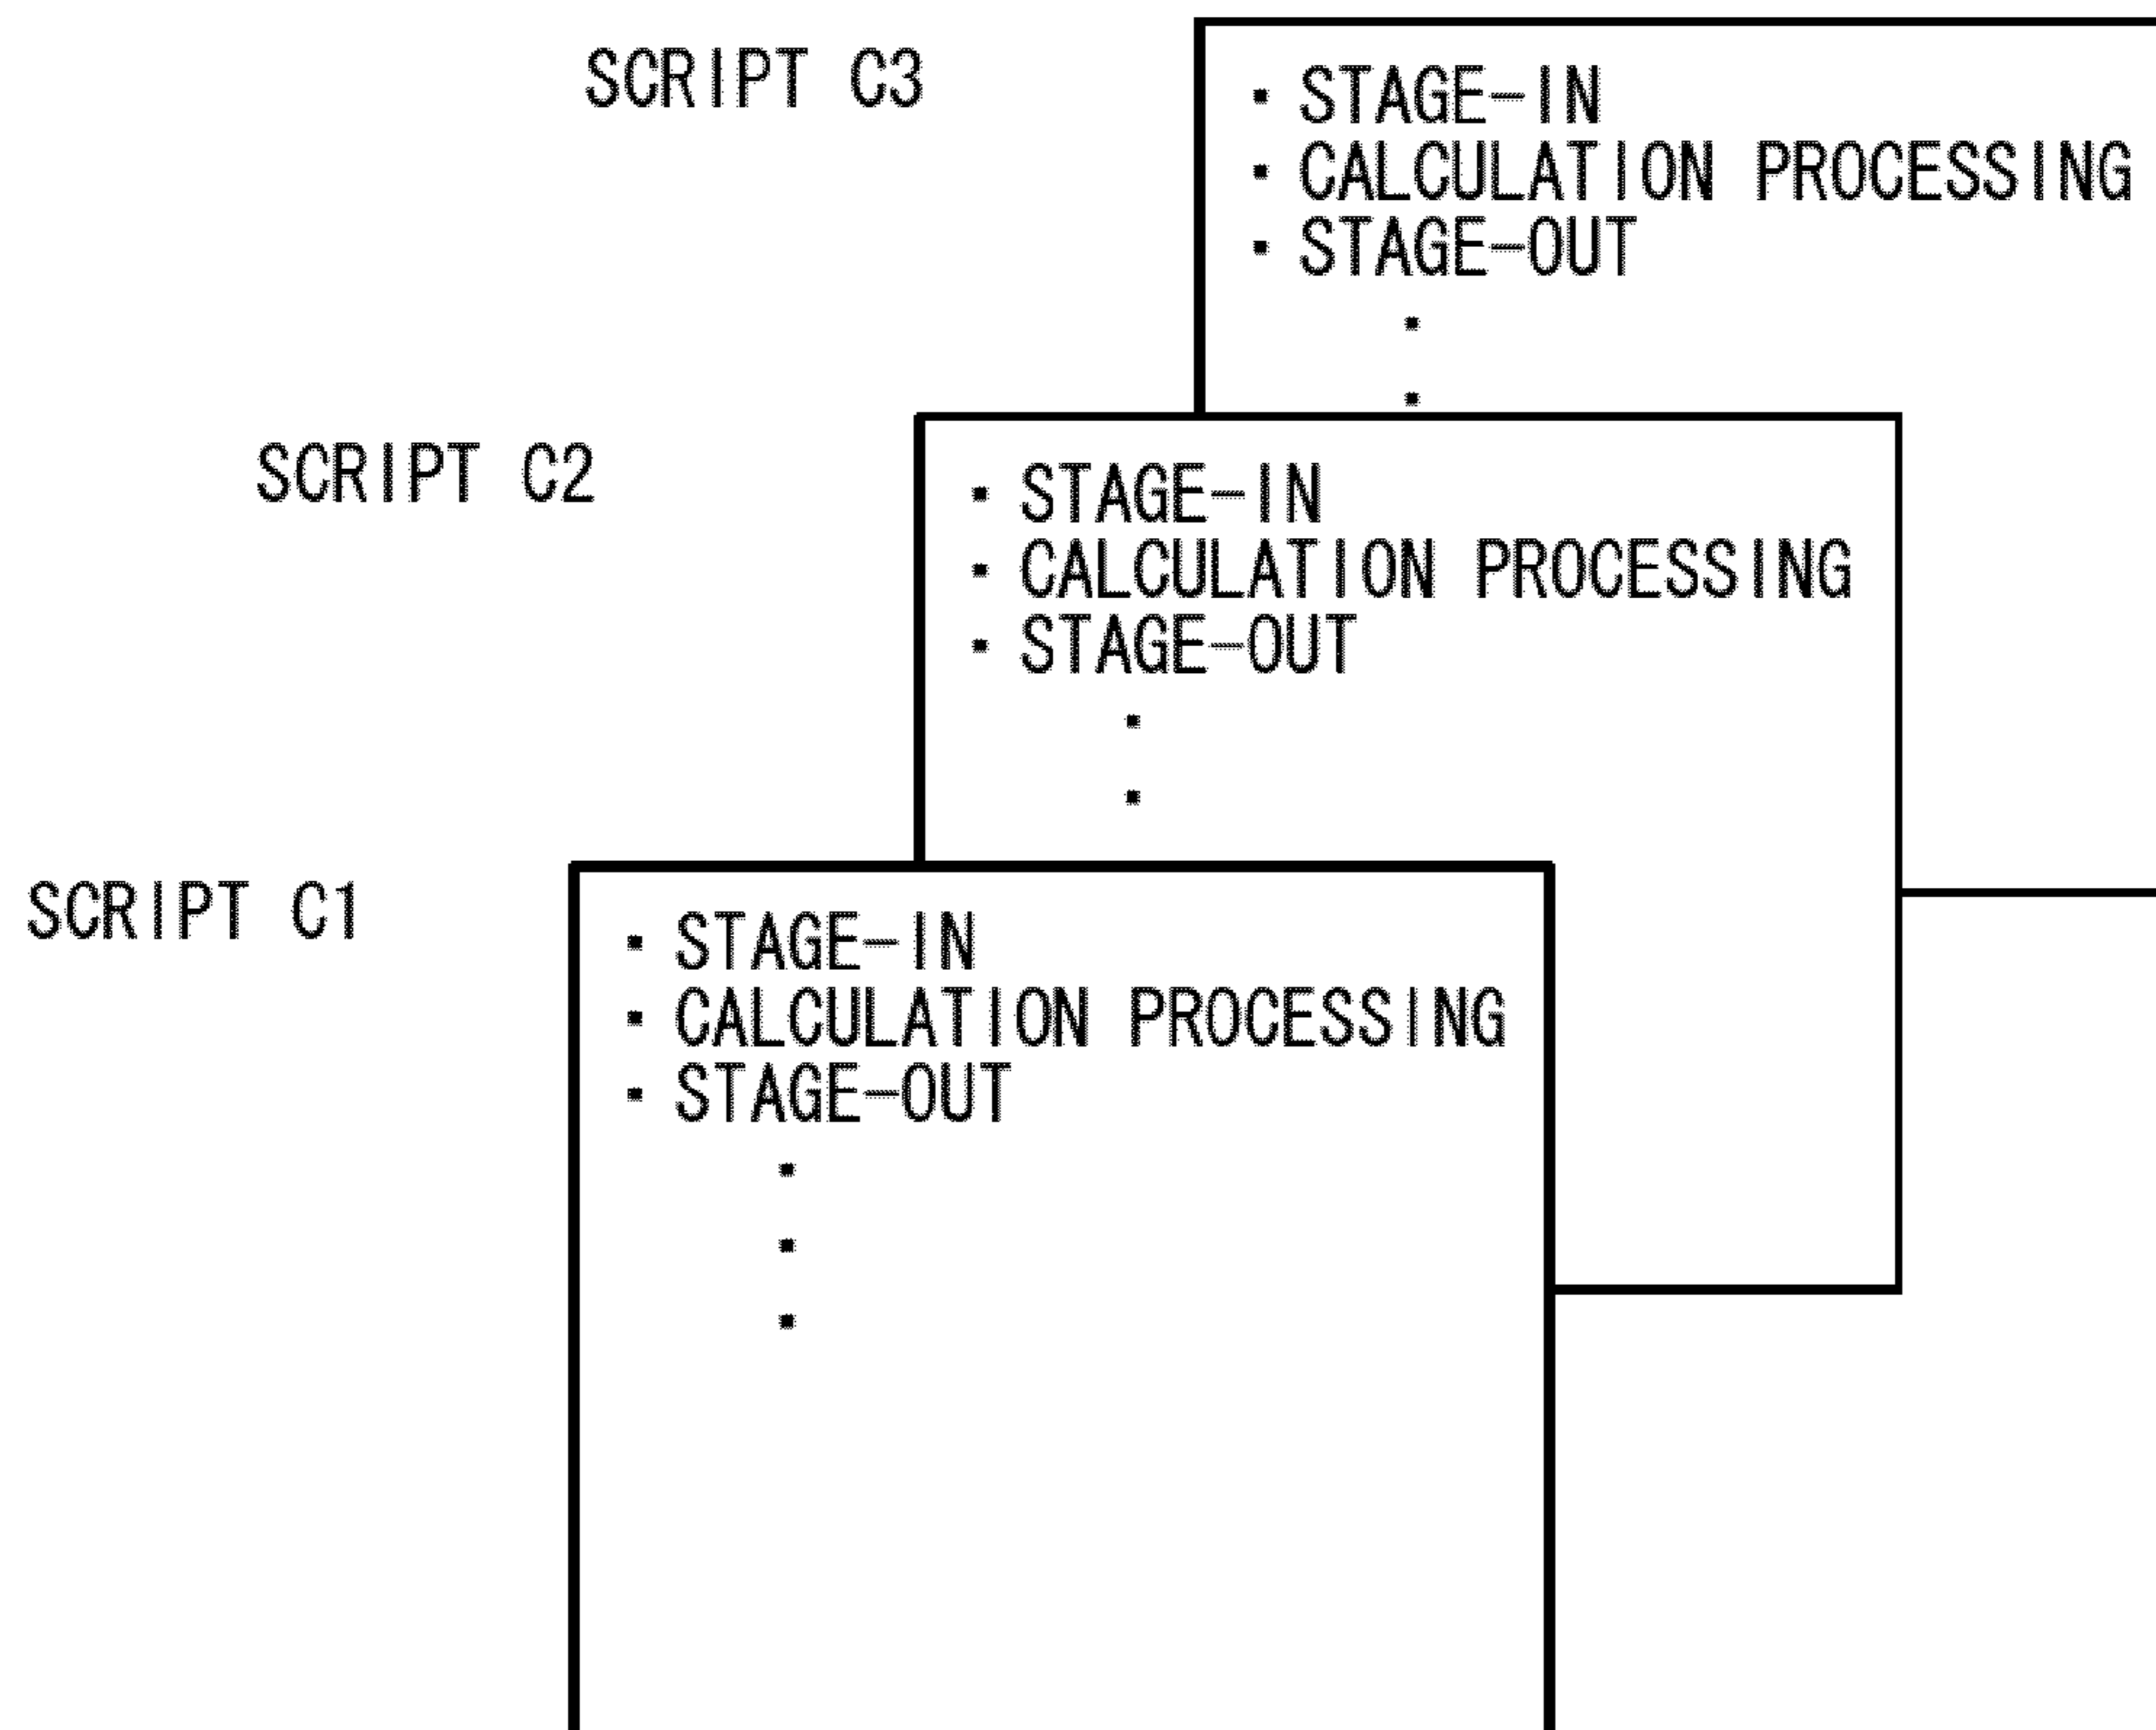 SCRIPT C3
・STAGE-IN
・CALCULATION PROCESSING
・STAGE-OUT
・
・
SCRIPT C2
・STAGE-IN
・CALCULATION PROCESSING
・STAGE-OUT
・
・
SCRIPT C1
・STAGE-IN
・CALCULATION PROCESSING
・STAGE-OUT
・
・
・